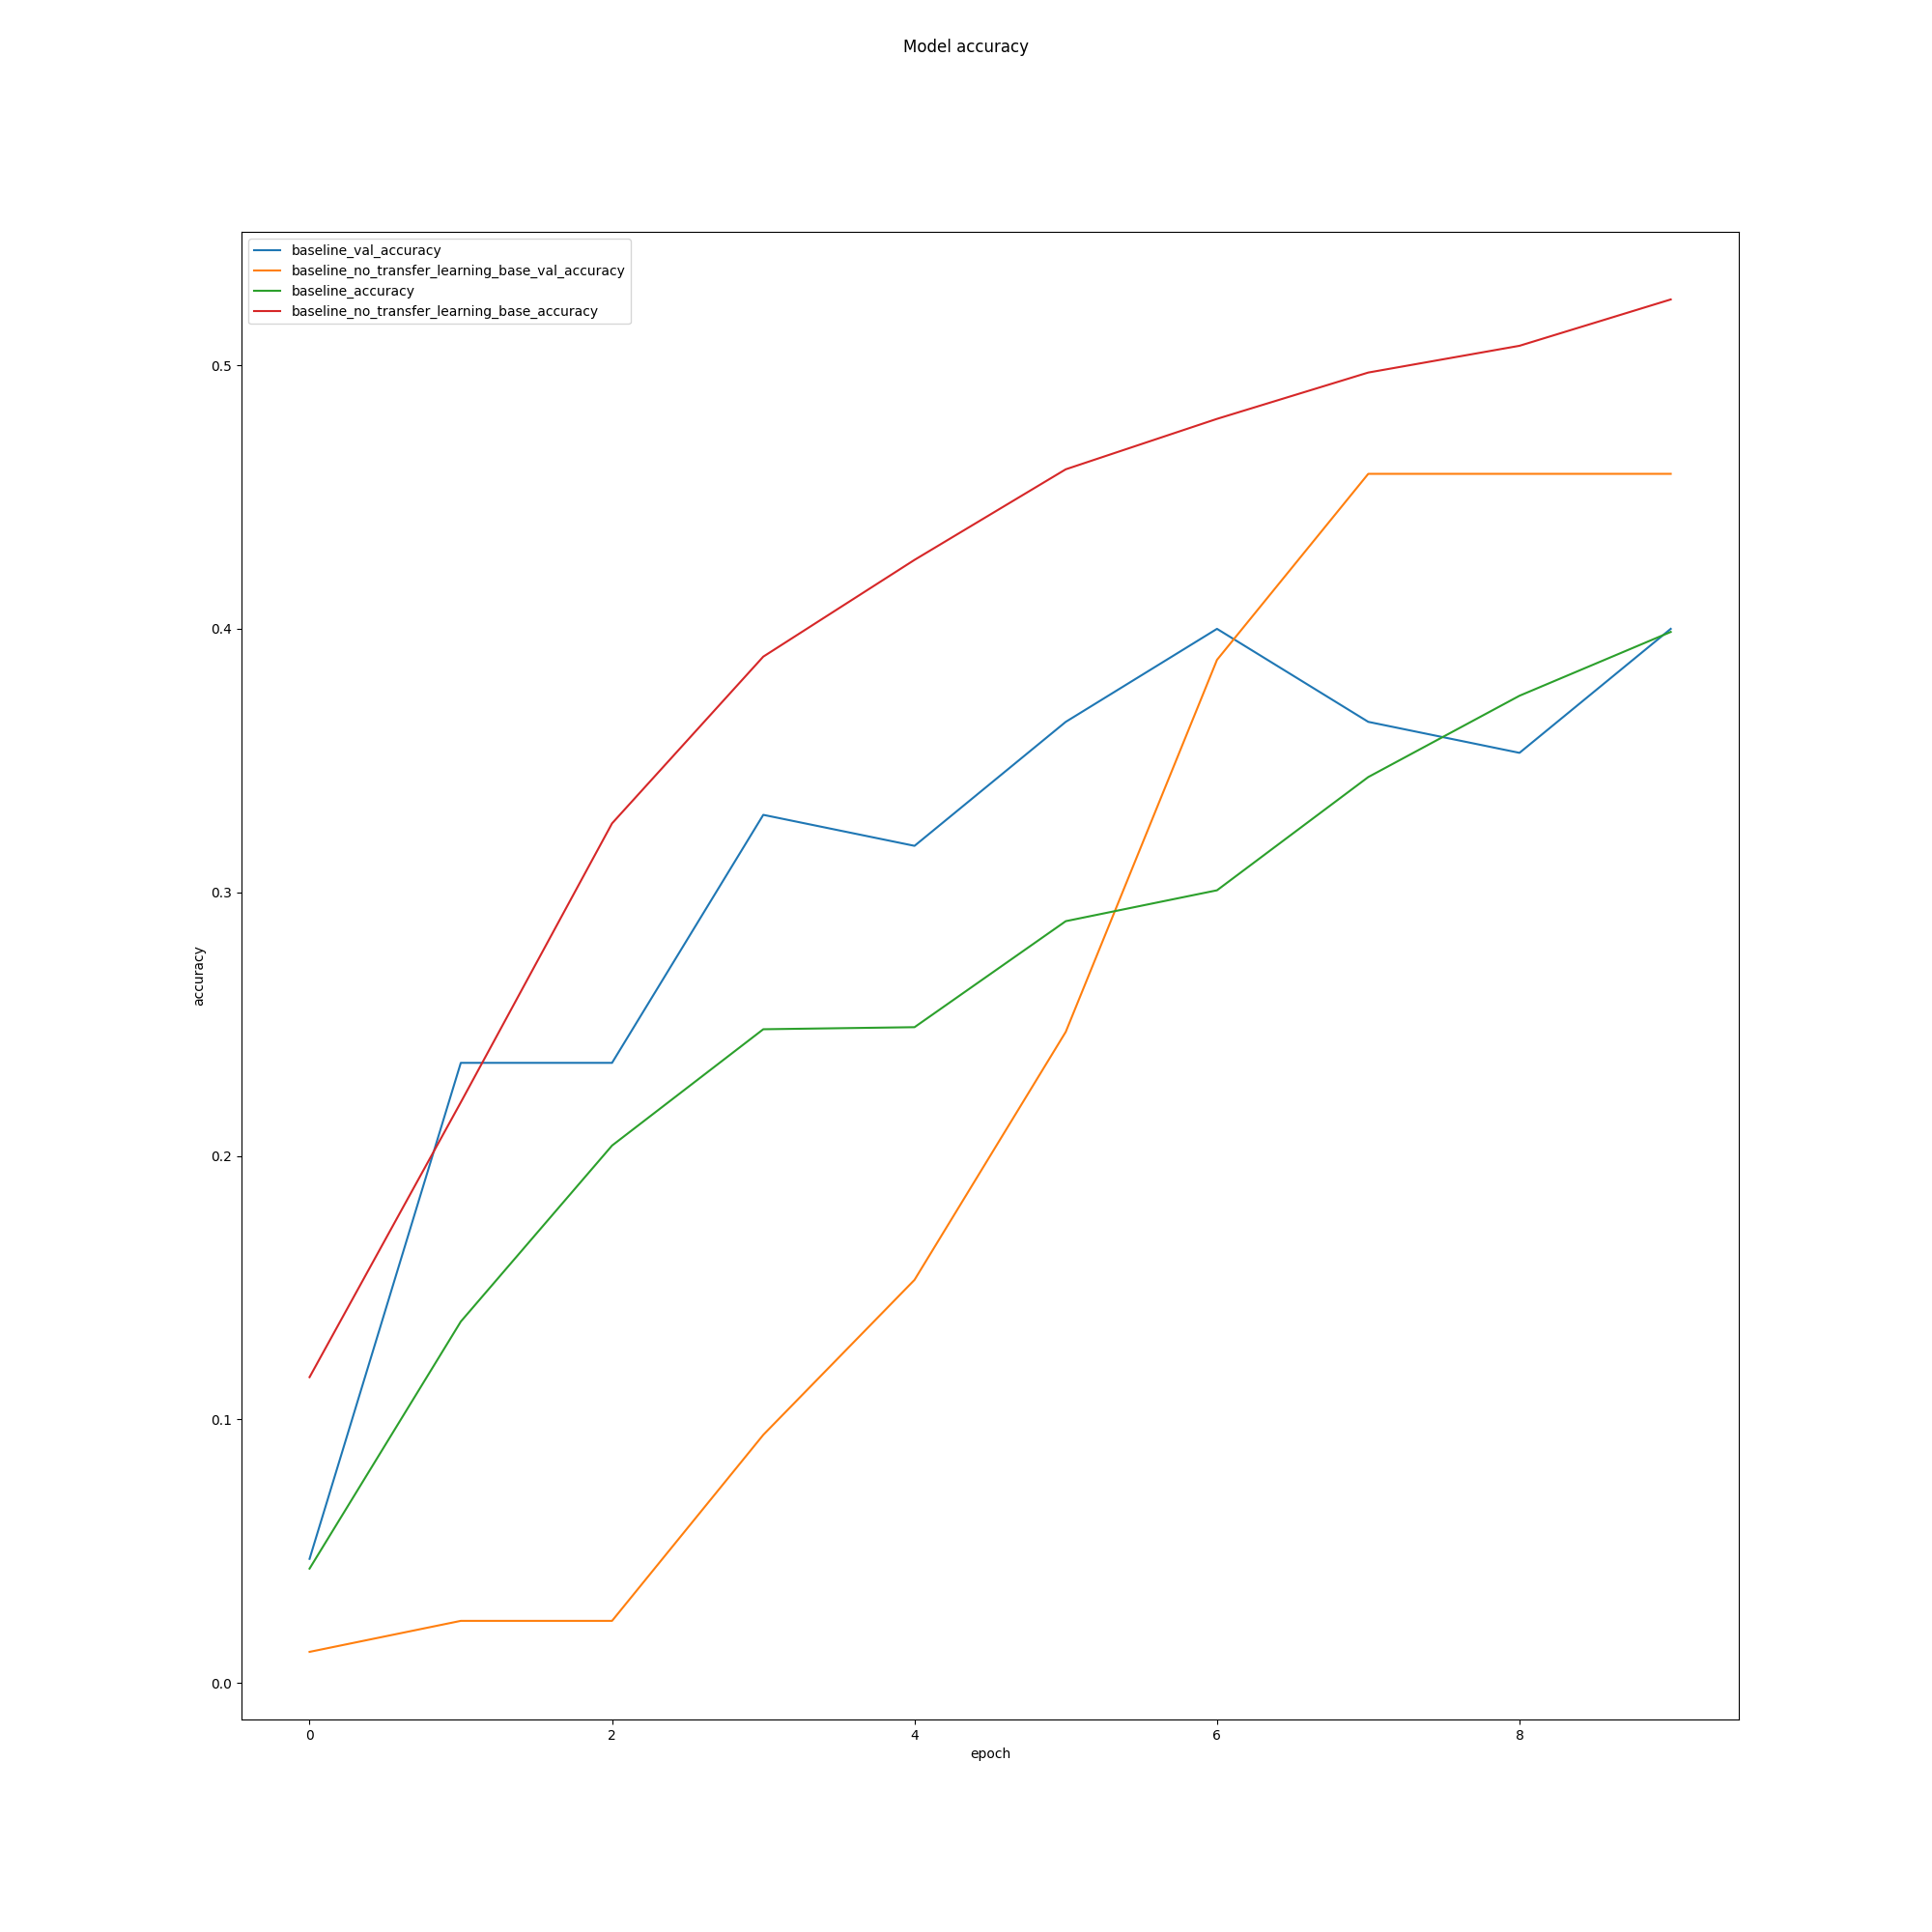 Model accuracy
baseline_val_accuracy
baseline_no_transfer_learning_base_val_accuracy
baseline_accuracy
baseline_no_transfer_learning_base_accuracy
0.5
0.4
0.3
accuracy
0.2
0.1
0.0
0 2 4 6 8
epoch